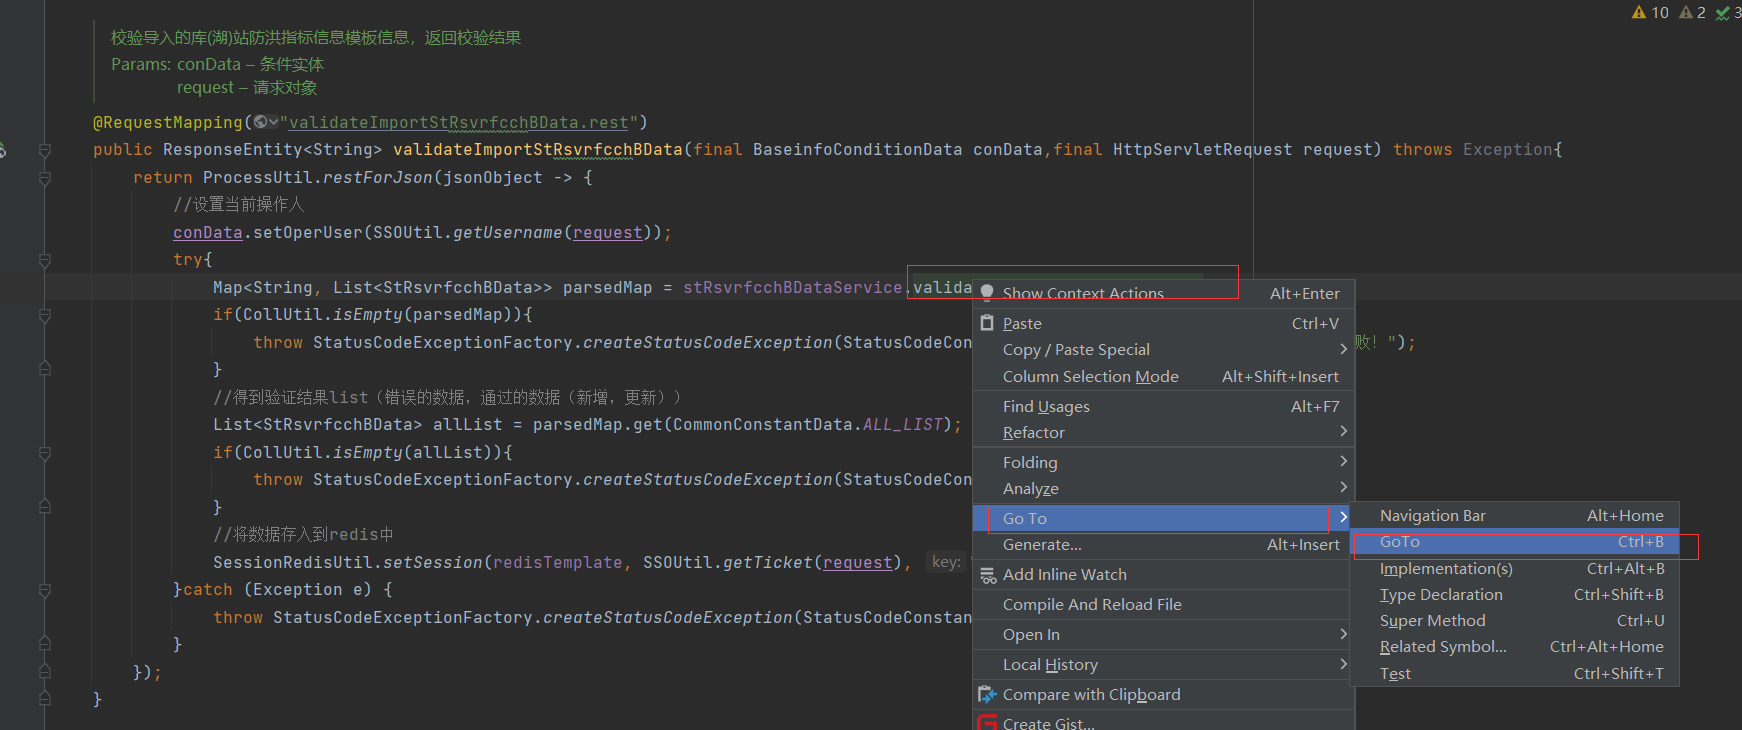 10 2 3
校验导入的库(湖)站防洪指标信息模板信息，返回校验结果
Params: conData – 条件实体
request – 请求对象
@RequestMapping("validateImportStRsvrfcchBData.rest")
public ResponseEntity<String> validateImportStRsvrfcchBData(final BaseinfoConditionData conData,final HttpServletRequest request) throws Exception{
return ProcessUtil.restForJson(jsonObject -> {
//设置当前操作人
conData.setOperUser(SSOUtil.getUsername(request));
try{
Map<String, List<StRsvrfcchBData>> parsedMap = stRsvrfcchBDataService.valida
if(CollUtil.isEmpty(parsedMap)){
throw StatusCodeExceptionFactory.createStatusCodeException(StatusCodeCon 败! ");
}
//得到验证结果list（错误的数据，通过的数据（新增，更新））
List<StRsvrfcchBData> allList = parsedMap.get(CommonConstantData.ALL_LIST);
if(CollUtil.isEmpty(allList)){
throw StatusCodeExceptionFactory.createStatusCodeException(StatusCodeCon
}
//将数据存入到redis中
SessionRedisUtil.setSession(redisTemplate, SSOUtil.getTicket(request), key: "
}catch (Exception e) {
throw StatusCodeExceptionFactory.createStatusCodeException(StatusCodeConstan
}
});
}
Show Context Actions Alt+Enter
Paste Ctrl+V
Copy / Paste Special
Column Selection Mode Alt+Shift+Insert
Find Usages Alt+F7
Refactor
Folding
Analyze
Go To
Generate... Alt+Insert
Add Inline Watch
Compile And Reload File
Open In
Local History
Compare with Clipboard
Create Gist...
Navigation Bar Alt+Home
GoTo Ctrl+B
Implementation(s) Ctrl+Alt+B
Type Declaration Ctrl+Shift+B
Super Method Ctrl+U
Related Symbol... Ctrl+Alt+Home
Test Ctrl+Shift+T